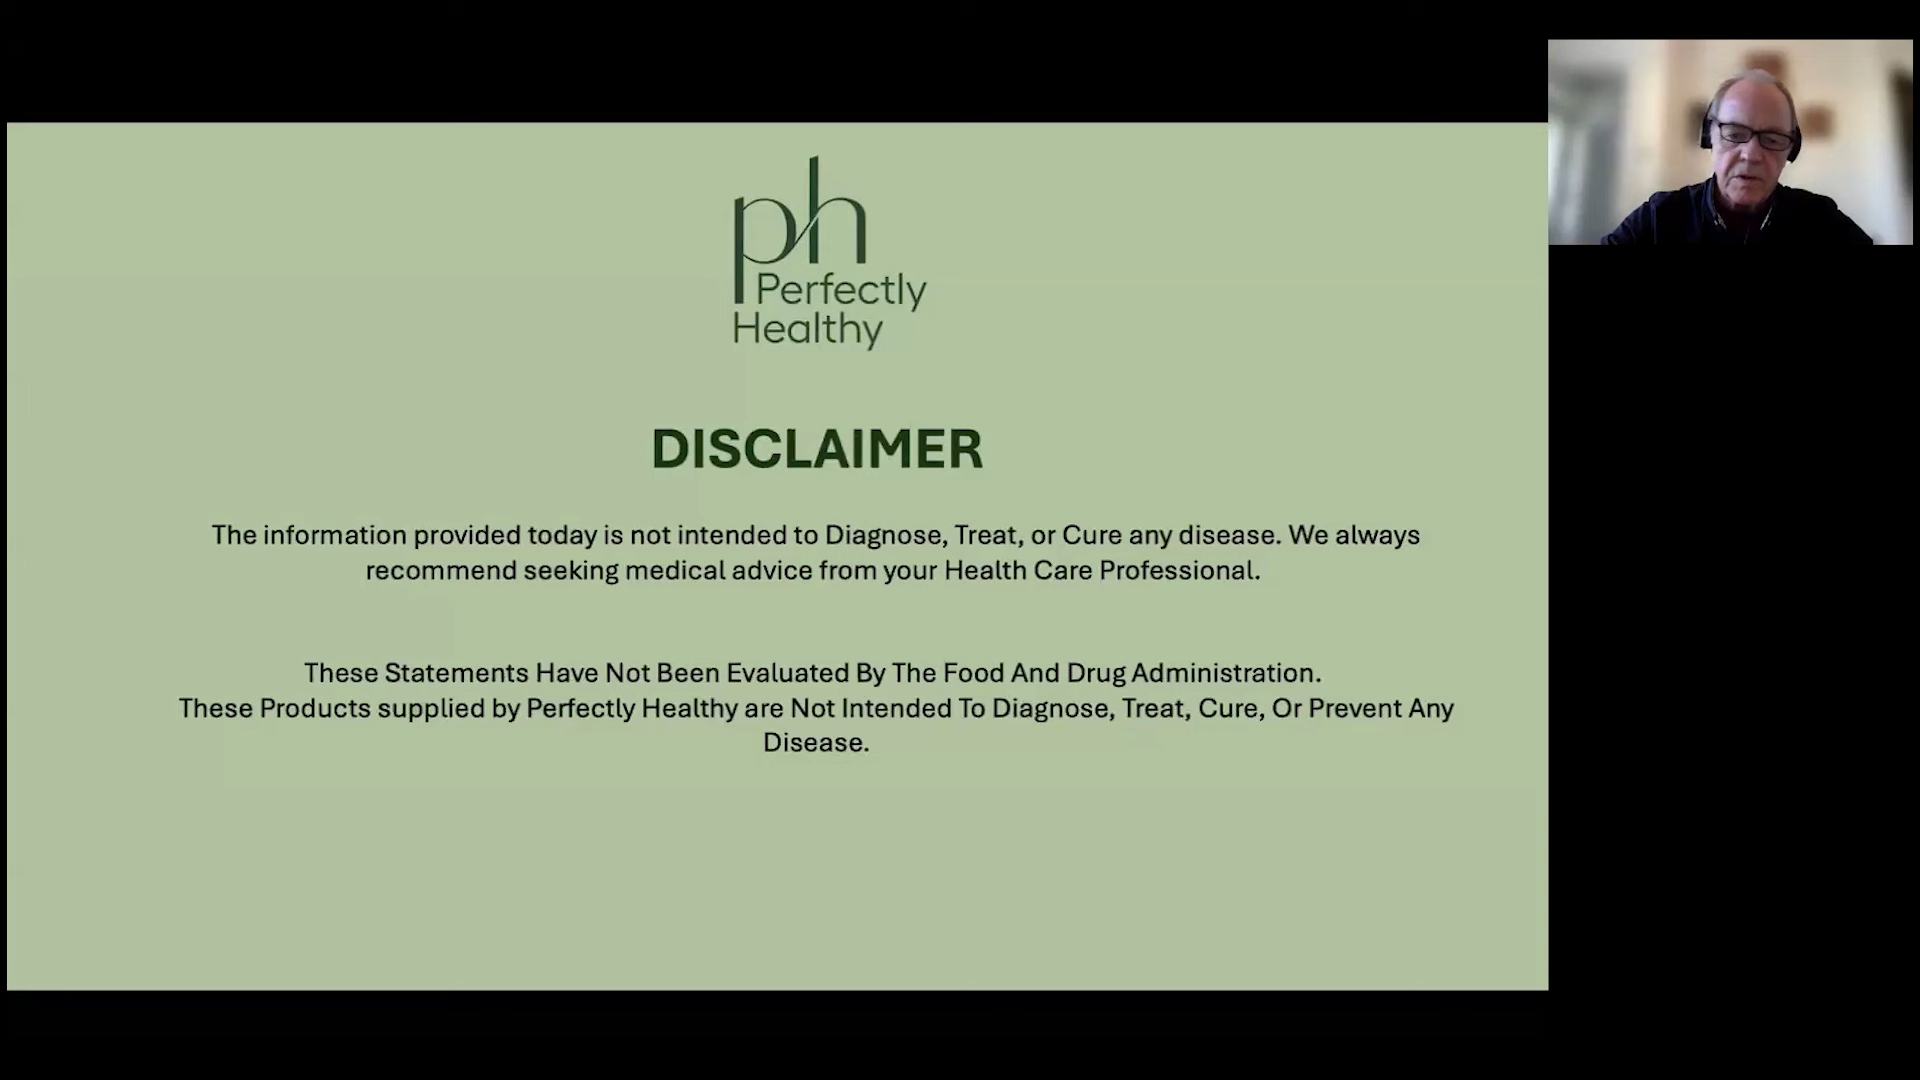 ph
Perfectly
Healthy
DISCLAIMER
The information provided today is not intended to Diagnose, Treat, or Cure any disease. We always
recommend seeking medical advice from your Health Care Professional.
These Statements Have Not Been Evaluated By The Food And Drug Administration.
These Products supplied by Perfectly Healthy are Not Intended To Diagnose, Treat, Cure, Or Prevent Any
Disease.